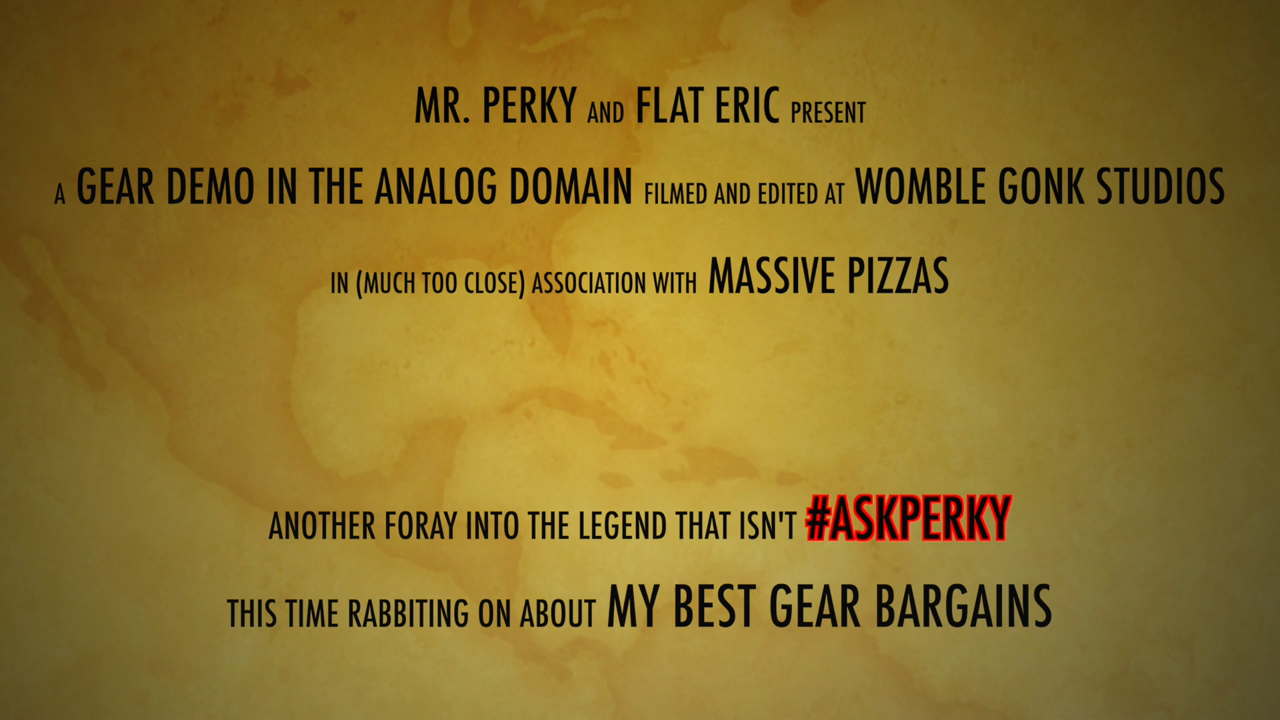 MR. PERKY AND FLAT ERIC PRESENT
A GEAR DEMO IN THE ANALOG DOMAIN FILMED AND EDITED AT WOMBLE GONK STUDIOS
IN (MUCH TOO CLOSE) ASSOCIATION WITH MASSIVE PIZZAS
ANOTHER FORAY INTO THE LEGEND THAT ISN'T #ASKPERKY
THIS TIME RABBITING ON ABOUT MY BEST GEAR BARGAINS